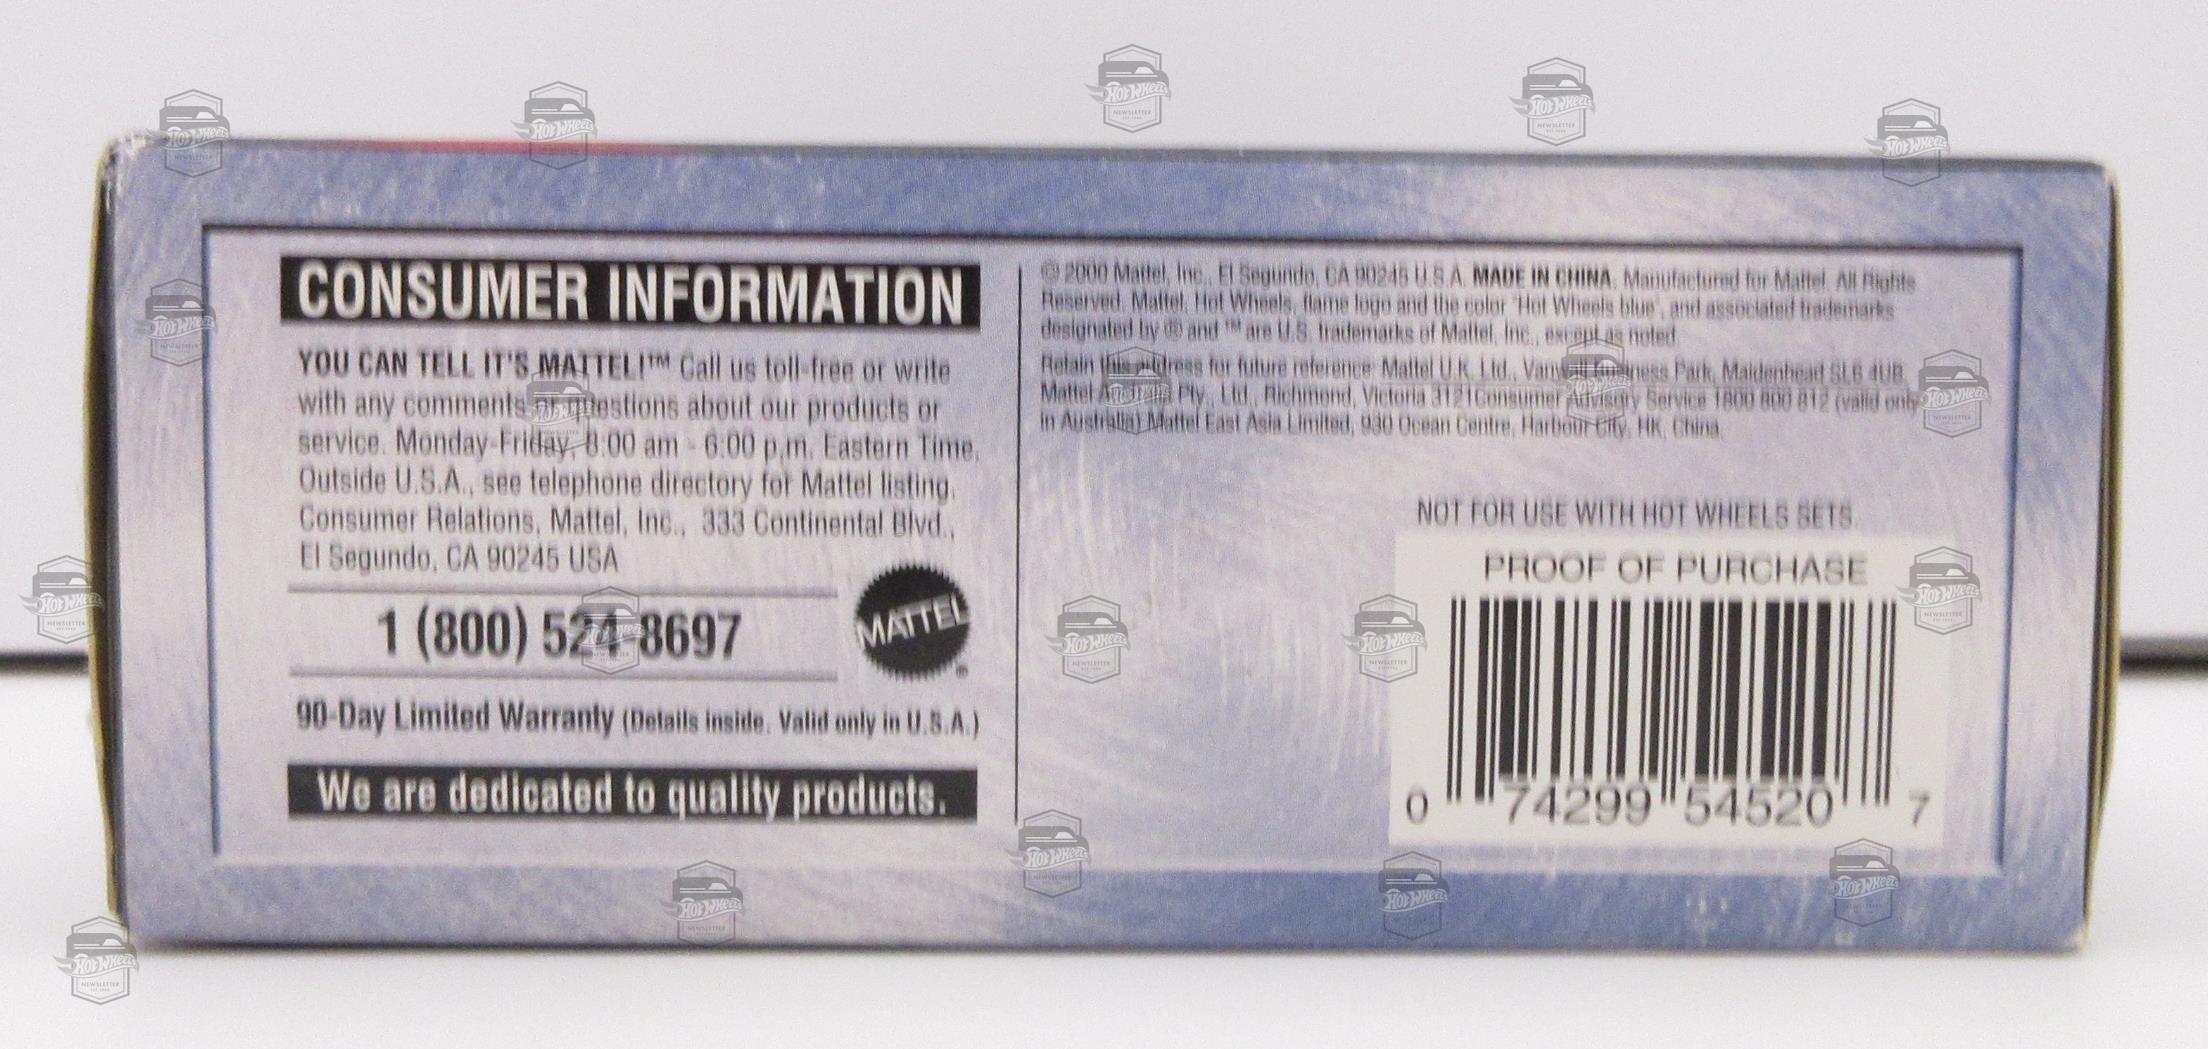 CONSUMER INFORMATION
YOU CAN TELL IT'S MATTEL!™ Call us toll-free or write
with any comments or questions about our products or
service. Monday-Friday, 8:00 am - 6:00 p.m. Eastern Time.
Outside U.S.A., see telephone directory for Mattel listing.
Consumer Relations, Mattel, Inc., 333 Continental Blvd.,
El Segundo, CA 90245 USA
1 (800) 524-8697
MATTEL
®
90-Day Limited Warranty (Details inside. Valid only in U.S.A.)
We are dedicated to quality products.
© 2000 Mattel, Inc., El Segundo, CA 90245 U.S.A. MADE IN CHINA. Manufactured for Mattel. All Rights
Reserved. Mattel, Hot Wheels, flame logo and the color "Hot Wheels blue", and associated trademarks
designated by ® and ™ are U.S. trademarks of Mattel, Inc., except as noted.
Retain this address for future reference: Mattel U.K. Ltd., Business Park, Maidenhead SL6 4UB.
Mattel Pty., Ltd., Richmond, Victoria 3121 Consumer Advisory Service 1800 800 812 (valid only
in Australia) Mattel East Asia Limited, 930 Ocean Centre, Harbour City, HK, China.
NOT FOR USE WITH HOT WHEELS SETS.
PROOF OF PURCHASE
0 74299 54520 7
Hot Wheels
NEWSLETTER